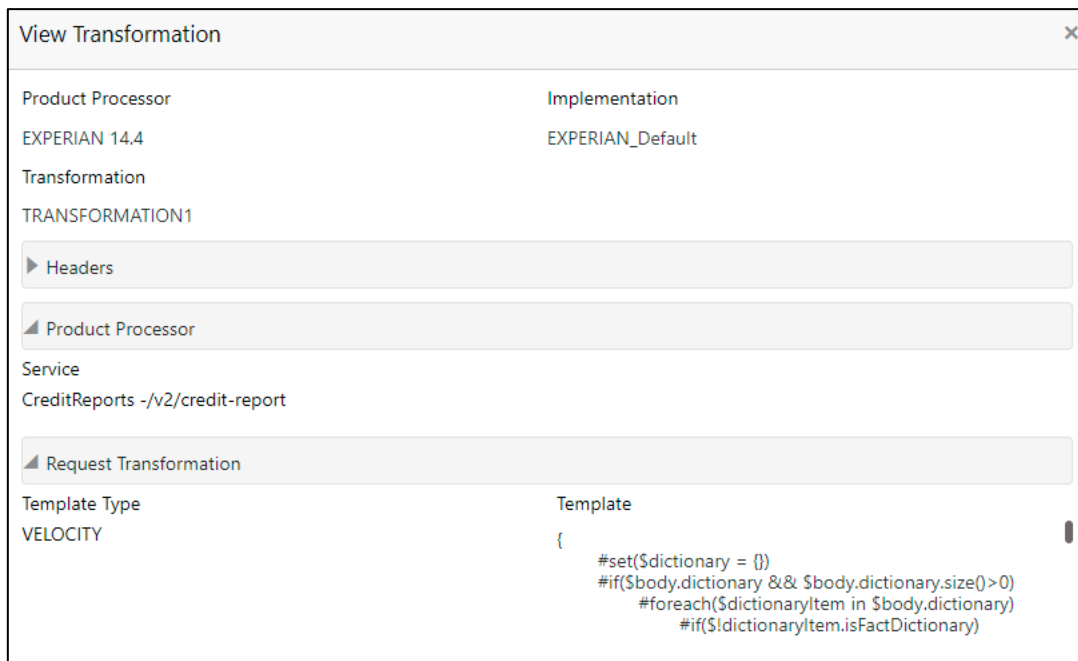 View Transformation ×
Product Processor
Implementation
EXPERIAN 14.4
EXPERIAN_Default
Transformation
TRANSFORMATION1
Headers
Product Processor
Service
CreditReports -/v2/credit-report
Request Transformation
Template Type
VELOCITY
Template
{
#set($dictionary = {})
#if($body.dictionary && $body.dictionary.size()>0)
#foreach($dictionaryItem in $body.dictionary)
#if($!dictionaryItem.isFactDictionary)